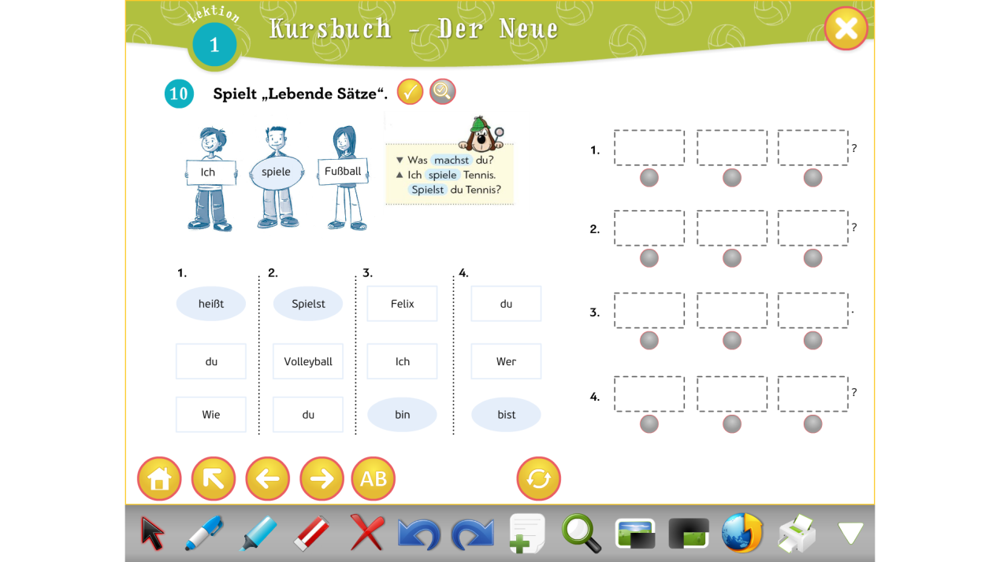 Lektion
1
Kursbuch - Der Neue
10
Spielt „Lebende Sätze“.
Ich
spiele
Fußball
▼ Was machst du?
▲ Ich spiele Tennis.
Spielst du Tennis?
1.
heißt
du
Wie
2.
Spielst
Volleyball
du
3.
Felix
Ich
bin
4.
du
Wer
bist
1. ?
2. ?
3. .
4. ?
AB